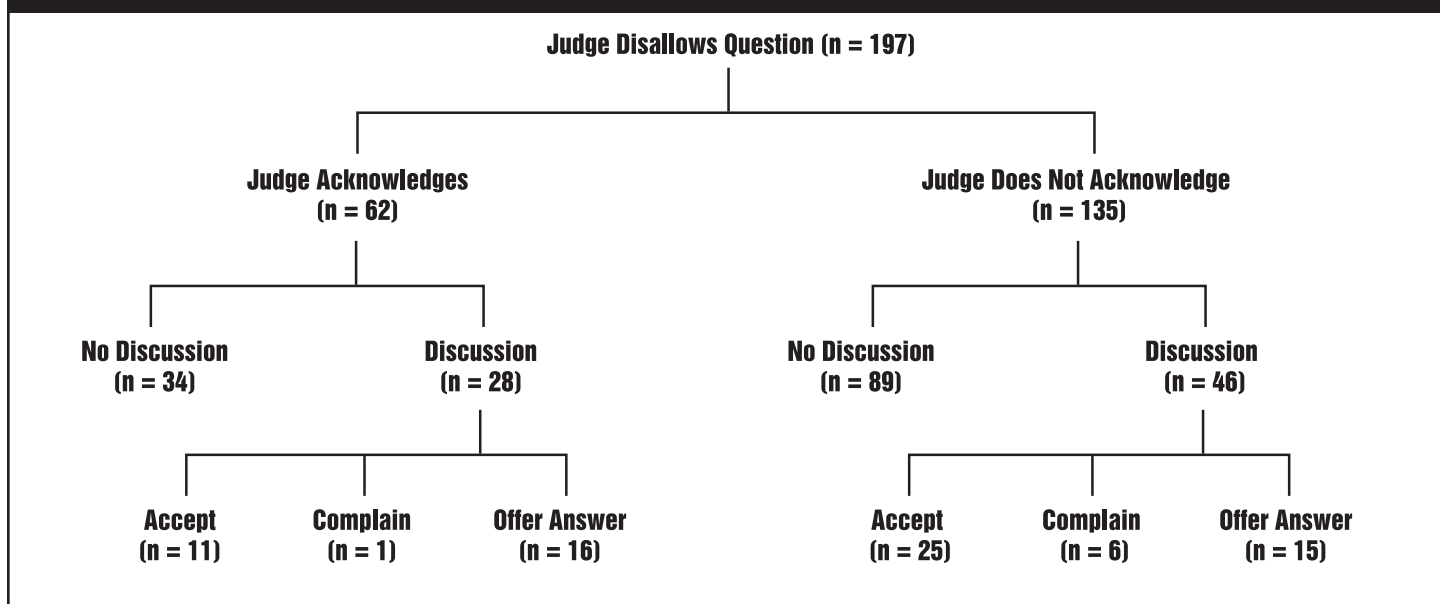 Judge Disallows Question (n = 197)
Judge Acknowledges
(n = 62)
Judge Does Not Acknowledge
(n = 135)
No Discussion
(n = 34)
Discussion
(n = 28)
No Discussion
(n = 89)
Discussion
(n = 46)
Accept
(n = 11)
Complain
(n = 1)
Offer Answer
(n = 16)
Accept
(n = 25)
Complain
(n = 6)
Offer Answer
(n = 15)